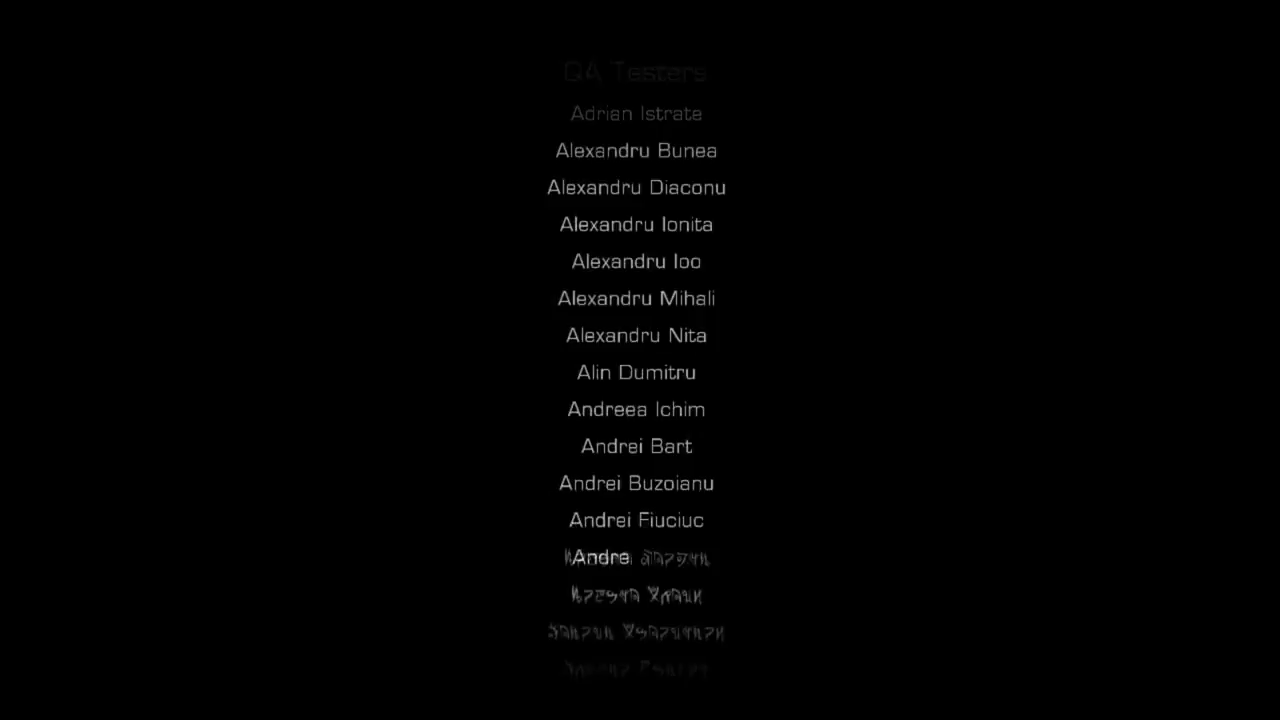 QA Testers
Adrian Istrate
Alexandru Bunea
Alexandru Diaconu
Alexandru Ionita
Alexandru Ioo
Alexandru Mihali
Alexandru Nita
Alin Dumitru
Andreea Ichim
Andrei Bart
Andrei Buzoianu
Andrei Fiuciuc
Andre